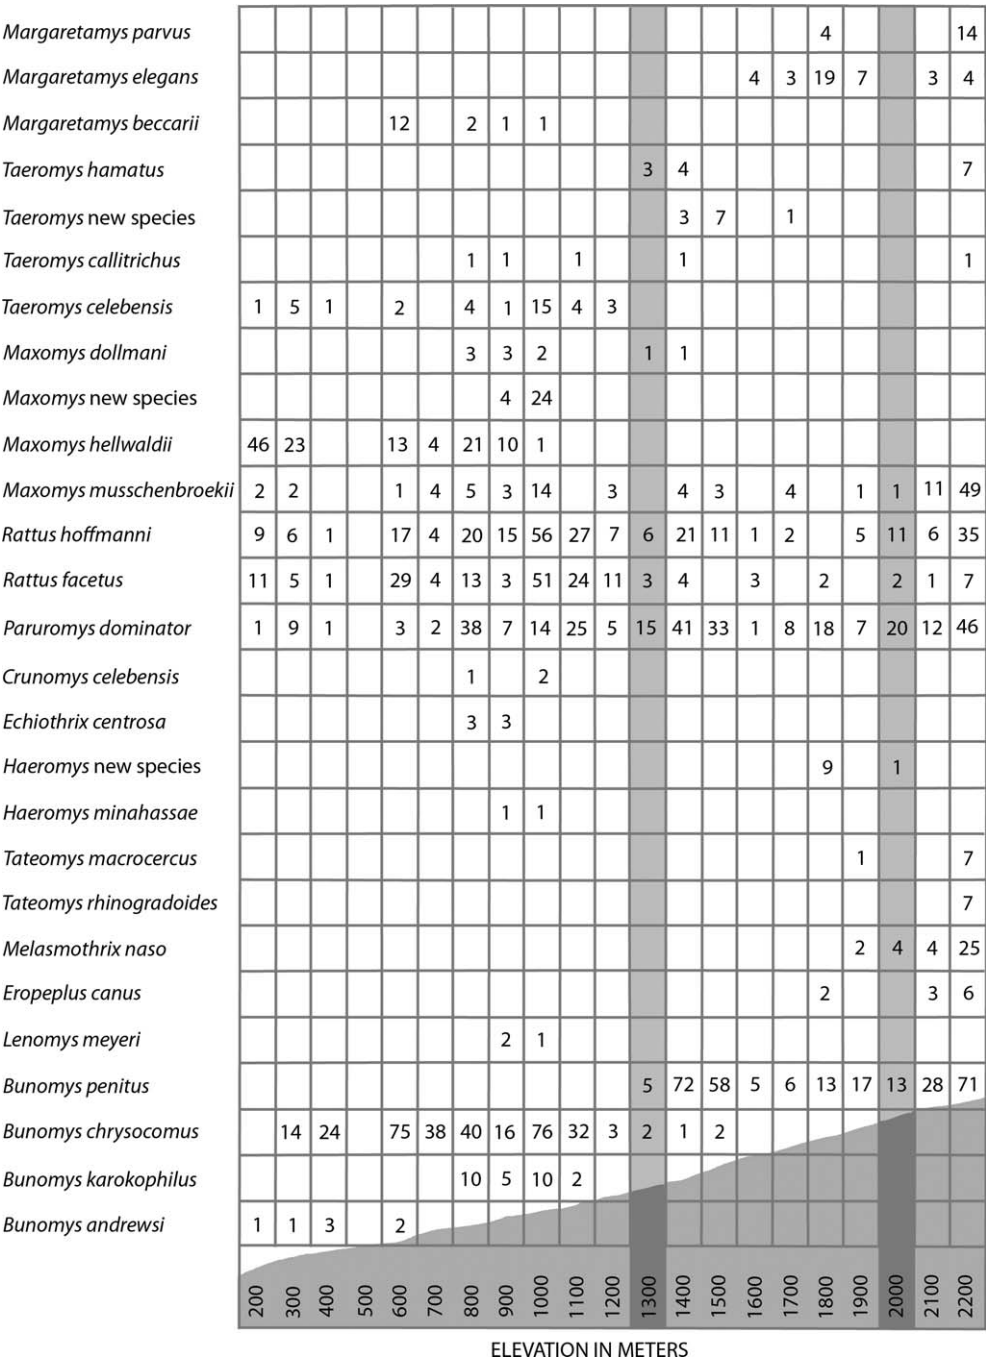 Margaretamys parvus 4 14
Margaretamys elegans 4 3 19 7 3 4
Margaretamys beccarii 12 2 1 1
Taeromys hamatus 3 4 7
Taeromys new species 3 7 1
Taeromys callitrichus 1 1 1 1 1
Taeromys celebensis 1 5 1 2 4 1 15 4 3
Maxomys dollmani 3 3 2 1 1
Maxomys new species 4 24
Maxomys hellwaldii 46 23 13 4 21 10 1
Maxomys musschenbroekii 2 2 1 4 5 3 14 3 4 3 4 1 1 11 49
Rattus hoffmanni 9 6 1 17 4 20 15 56 27 7 6 21 11 1 2 5 11 6 35
Rattus facetus 11 5 1 29 4 13 3 51 24 11 3 4 3 2 2 1 7
Paruromys dominator 1 9 1 3 2 38 7 14 25 5 15 41 33 1 8 18 7 20 12 46
Crunomys celebensis 1 2
Echiothrix centrosa 3 3
Haeromys new species 9 1
Haeromys minahassae 1 1
Tateomys macrocercus 1 7
Tateomys rhinogradoides 7
Melasmothrix naso 2 4 4 25
Eropeplus canus 2 3 6
Lenomys meyeri 2 1
Bunomys penitus 5 72 58 5 6 13 17 13 28 71
Bunomys chrysocomus 14 24 75 38 40 16 76 32 3 2 1 2
Bunomys karokophilus 10 5 10 2
Bunomys andrewsi 1 1 3 2
200 300 400 500 600 700 800 900 1000 1100 1200 1300 1400 1500 1600 1700 1800 1900 2000 2100 2200
ELEVATION IN METERS